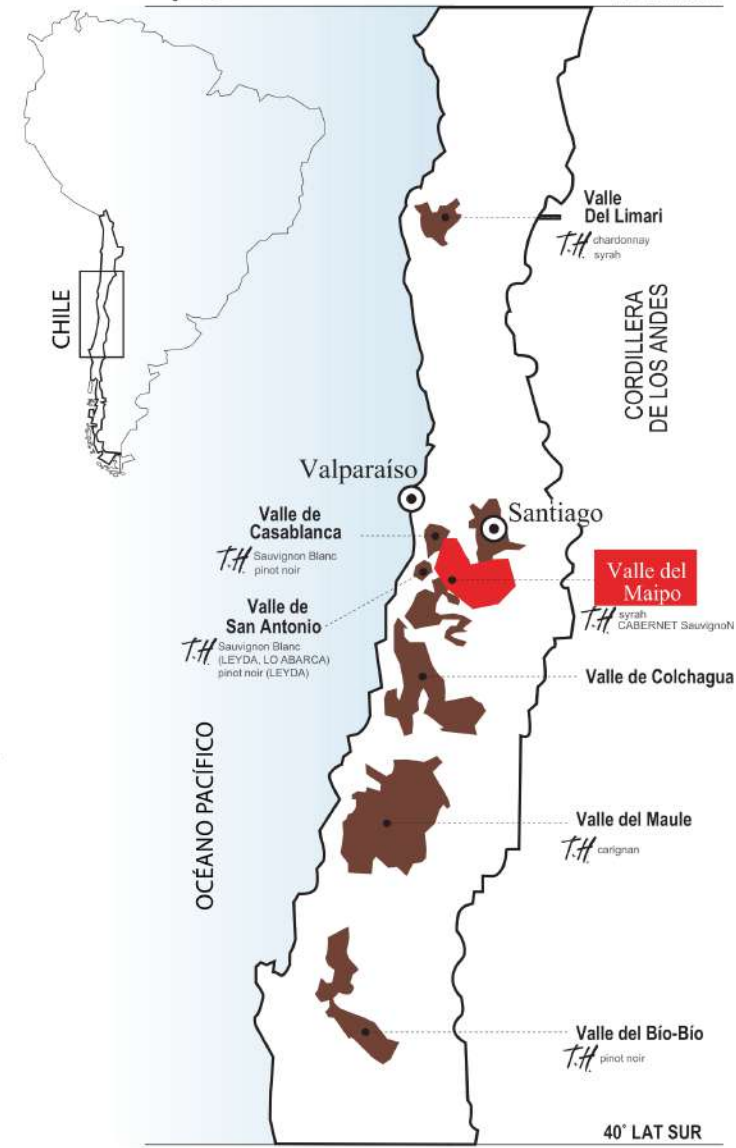 Valle
Del Limari
T.H. chardonnay
syrah
CHILE
CORDILLERA
DE LOS ANDES
Valparaíso
Santiago
Valle de
Casablanca
T.H. Sauvignon Blanc
pinot noir
Valle del
Maipo
T.H. syrah
CABERNET SauvignoN
Valle de
San Antonio
T.H. Sauvignon Blanc
(LEYDA, LO ABARCA)
pinot noir (LEYDA)
Valle de Colchagua
OCÉANO PACÍFICO
Valle del Maule
T.H. carignan
Valle del Bío-Bío
T.H. pinot noir
40° LAT SUR